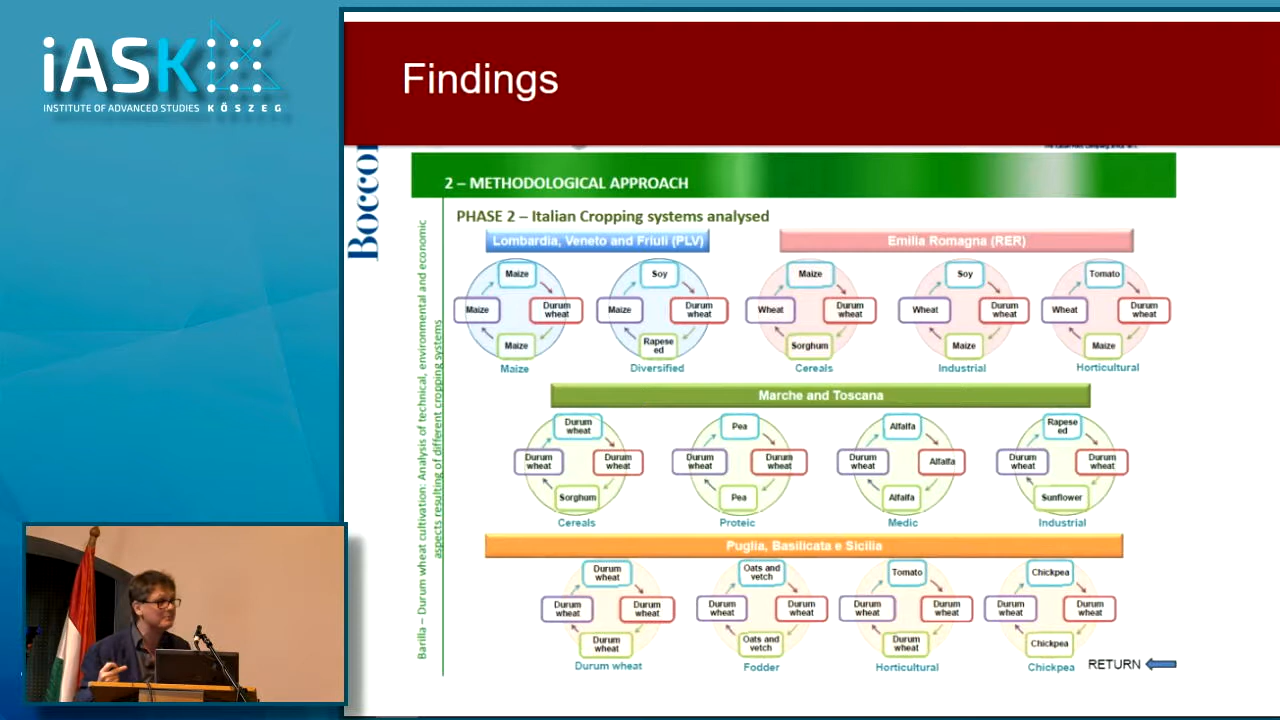 iASK
INSTITUTE OF ADVANCED STUDIES KŐSZEG
Findings
Boccon
2 – METHODOLOGICAL APPROACH
PHASE 2 – Italian Cropping systems analysed
Barilla – Durum wheat cultivation: Analysis of technical, environmental and economic
aspects resulting of different cropping systems
Lombardia, Veneto and Friuli (PLV)
Emilia Romagna (RER)
Maize
Maize
Durum
wheat
Maize
Maize
Soy
Maize
Durum
wheat
Rapese
ed
Diversified
Maize
Wheat
Durum
wheat
Sorghum
Cereals
Soy
Wheat
Durum
wheat
Maize
Industrial
Tomato
Wheat
Durum
wheat
Maize
Horticultural
Marche and Toscana
Durum
wheat
Durum
wheat
Durum
wheat
Sorghum
Cereals
Pea
Durum
wheat
Durum
wheat
Pea
Proteic
Alfalfa
Durum
wheat
Alfalfa
Alfalfa
Medic
Rapese
ed
Durum
wheat
Durum
wheat
Sunflower
Industrial
Puglia, Basilicata e Sicilia
Durum
wheat
Durum
wheat
Durum
wheat
Durum
wheat
Durum wheat
Oats and
vetch
Durum
wheat
Durum
wheat
Oats and
vetch
Fodder
Tomato
Durum
wheat
Durum
wheat
Durum
wheat
Horticultural
Chickpea
Durum
wheat
Durum
wheat
Chickpea
Chickpea
RETURN